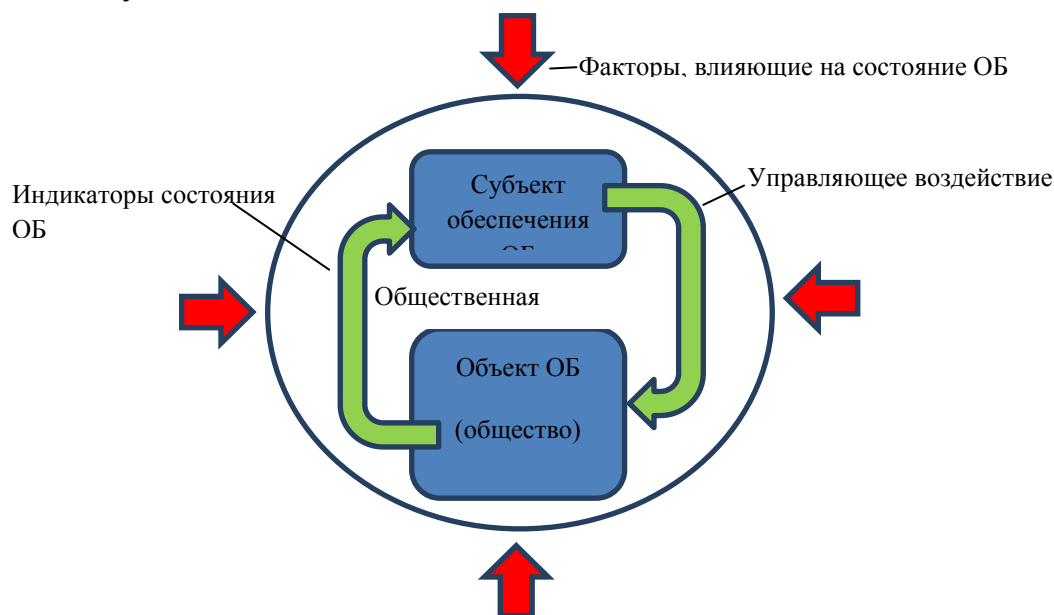 Факторы, влияющие на состояние ОБ
Субъект
обеспечения
Управляющее воздействие
Индикаторы состояния
ОБ
Общественная
Объект ОБ
(общество)